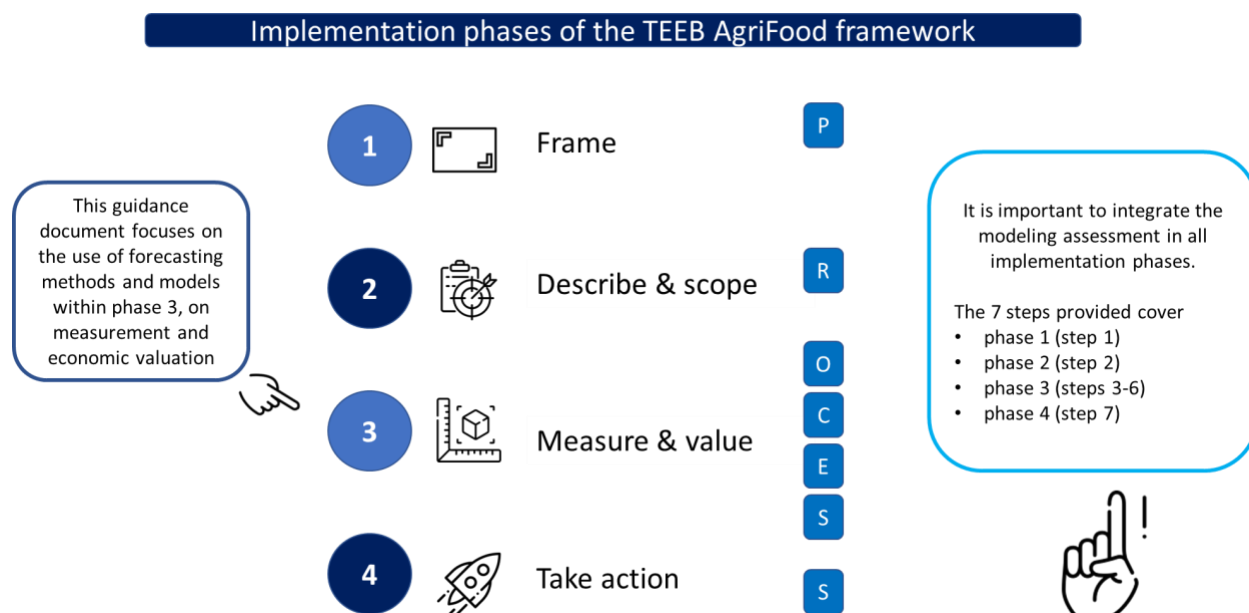 Implementation phases of the TEEB AgriFood framework
This guidance
document focuses on
the use of forecasting
methods and models
within phase 3, on
measurement and
economic valuation
1
Frame
2
Describe & scope
3
Measure & value
4
Take action
P
R
O
C
E
S
S
It is important to integrate the
modeling assessment in all
implementation phases.
The 7 steps provided cover
• phase 1 (step 1)
• phase 2 (step 2)
• phase 3 (steps 3-6)
• phase 4 (step 7)
!